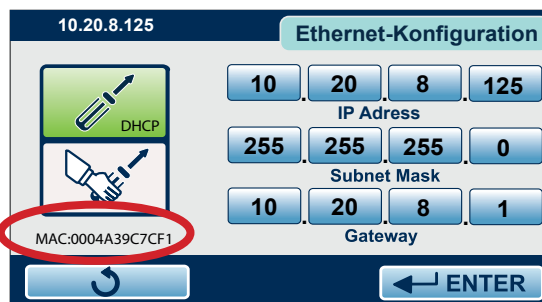 10.20.8.125
Ethernet-Konfiguration
DHCP
10 . 20 . 8 . 125
IP Adress
255 . 255 . 255 . 0
Subnet Mask
10 . 20 . 8 . 1
Gateway
MAC:0004A39C7CF1
ENTER